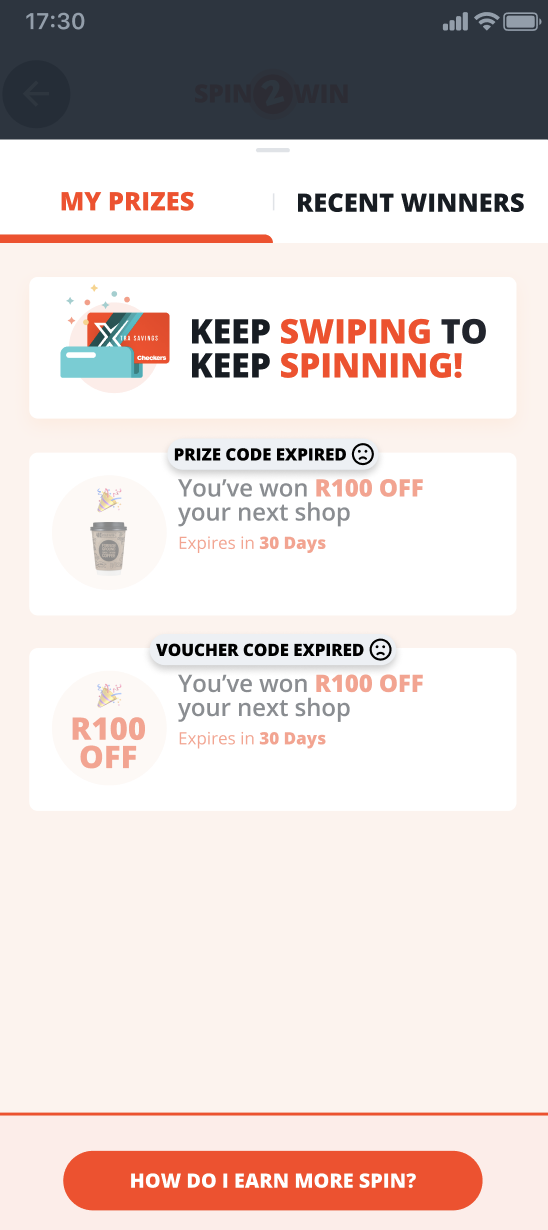 17:30
SPIN 2 WIN
MY PRIZES
RECENT WINNERS
TRA SAVINGS
Checkers
KEEP SWIPING TO
KEEP SPINNING!
PRIZE CODE EXPIRED
You’ve won R100 OFF
your next shop
Expires in 30 Days
VOUCHER CODE EXPIRED
R100
OFF
You’ve won R100 OFF
your next shop
Expires in 30 Days
HOW DO I EARN MORE SPIN?